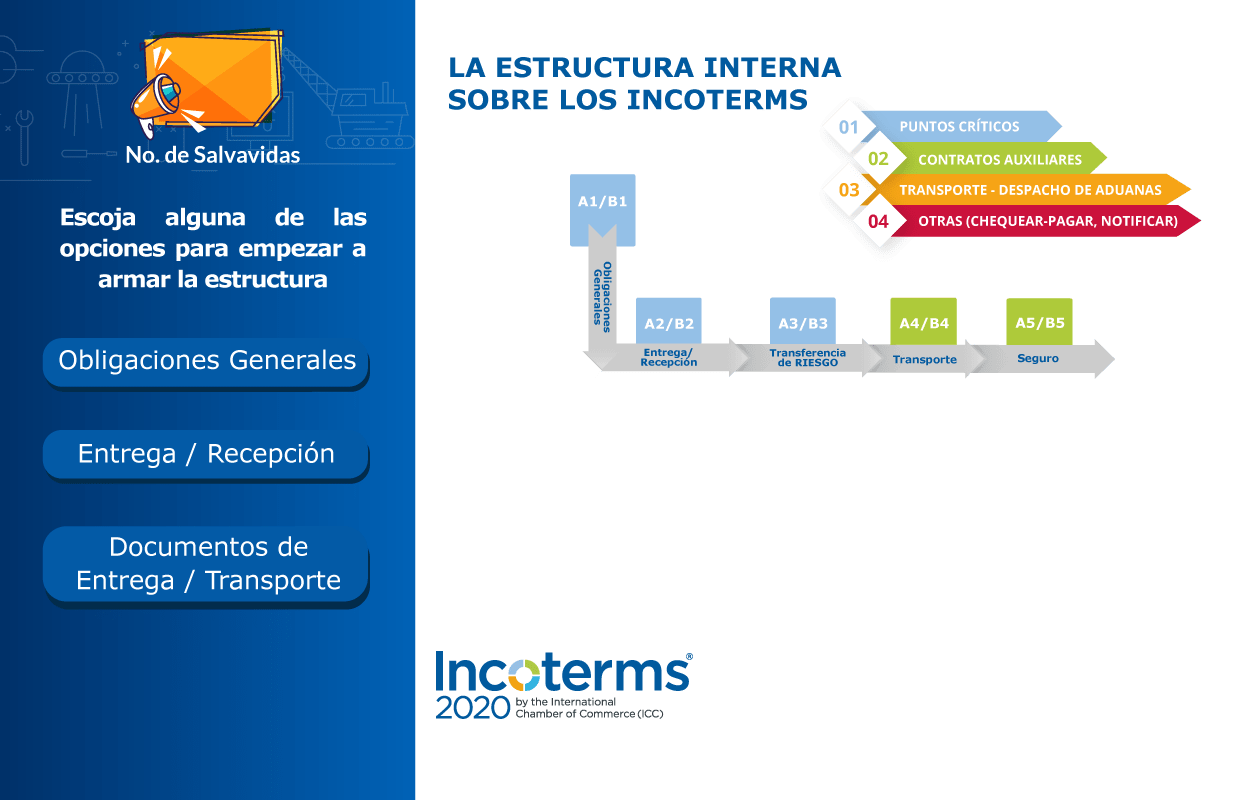 No. de Salvavidas
Escoja alguna de las
opciones para empezar a
armar la estructura
Obligaciones Generales
Entrega / Recepción
Documentos de
Entrega / Transporte
LA ESTRUCTURA INTERNA
SOBRE LOS INCOTERMS
01 PUNTOS CRÍTICOS
02 CONTRATOS AUXILIARES
03 TRANSPORTE - DESPACHO DE ADUANAS
04 OTRAS (CHEQUEAR-PAGAR, NOTIFICAR)
A1/B1
Obligaciones
Generales
A2/B2
Entrega/
Recepción
A3/B3
Transferencia
de RIESGO
A4/B4
Transporte
A5/B5
Seguro
Incoterms®
2020 by the International
Chamber of Commerce (ICC)